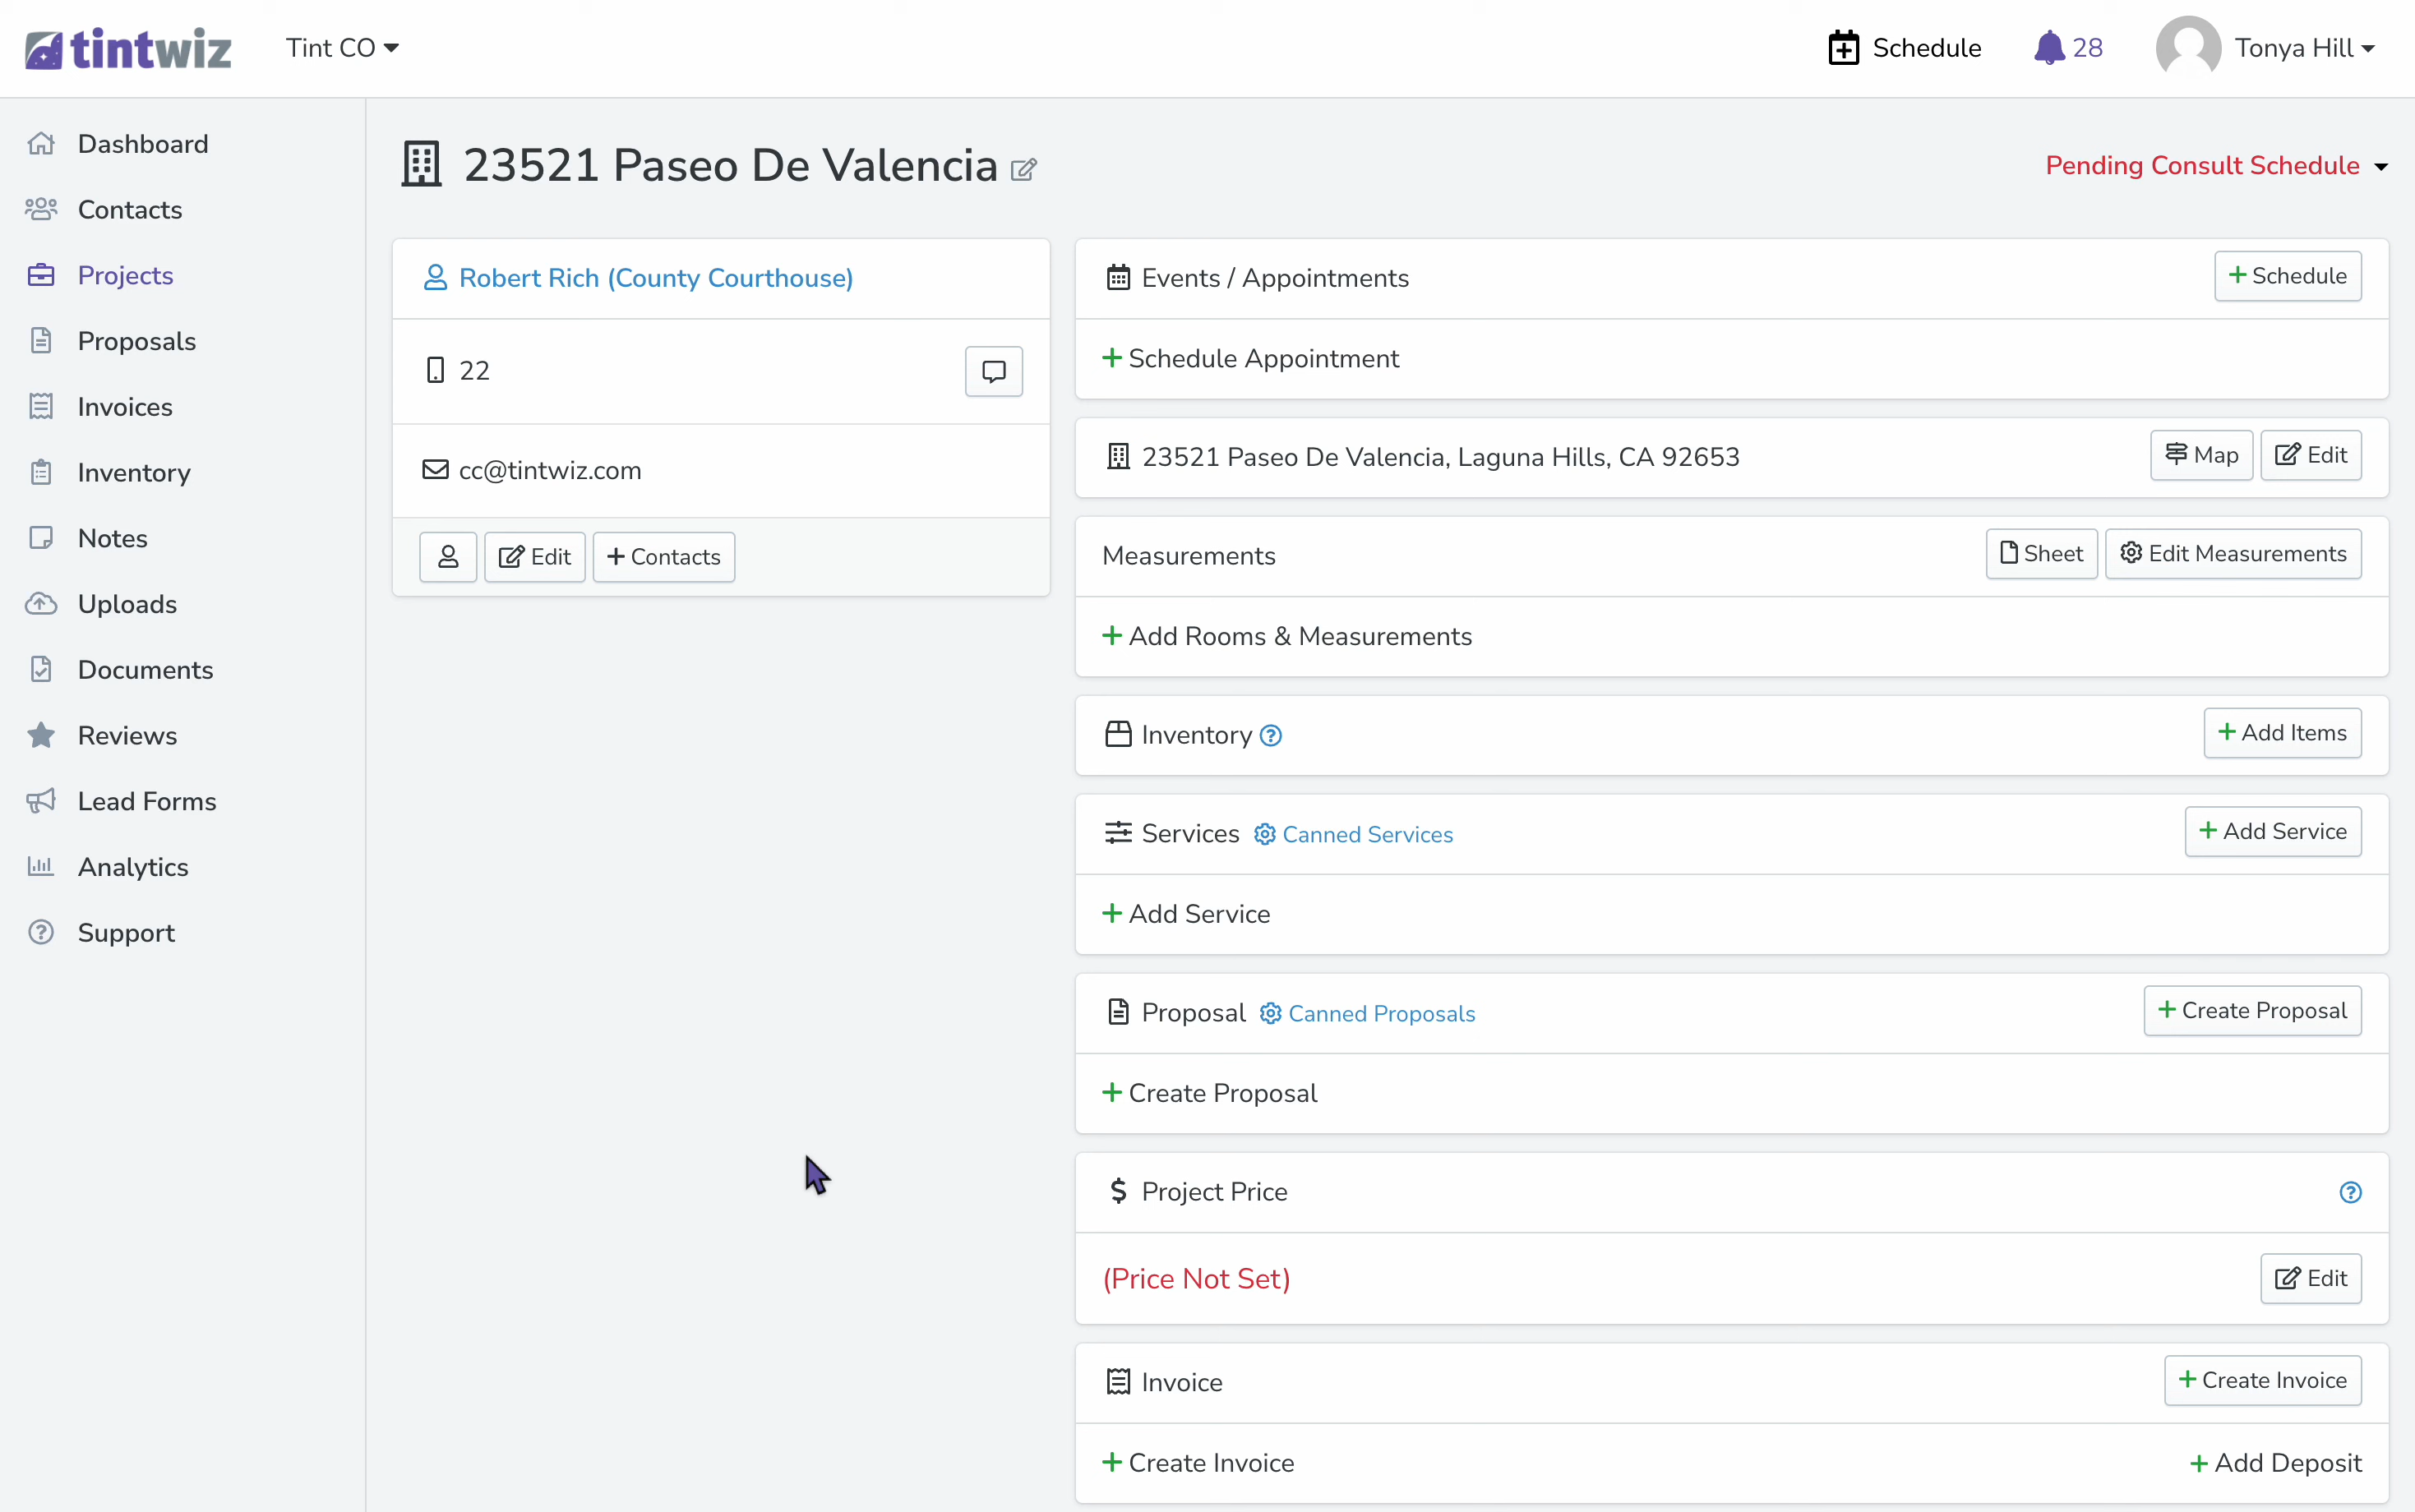 tintwiz
Tint CO
Schedule
28
Tonya Hill
Dashboard
Contacts
Projects
Proposals
Invoices
Inventory
Notes
Uploads
Documents
Reviews
Lead Forms
Analytics
Support
23521 Paseo De Valencia
Pending Consult Schedule
Robert Rich (County Courthouse)
22
cc@tintwiz.com
Edit
+ Contacts
Events / Appointments
+ Schedule
+ Schedule Appointment
23521 Paseo De Valencia, Laguna Hills, CA 92653
Map
Edit
Measurements
Sheet
Edit Measurements
+ Add Rooms & Measurements
Inventory ?
+ Add Items
Services
Canned Services
+ Add Service
+ Add Service
Proposal
Canned Proposals
+ Create Proposal
+ Create Proposal
$ Project Price
?
(Price Not Set)
Edit
Invoice
+ Create Invoice
+ Create Invoice
+ Add Deposit